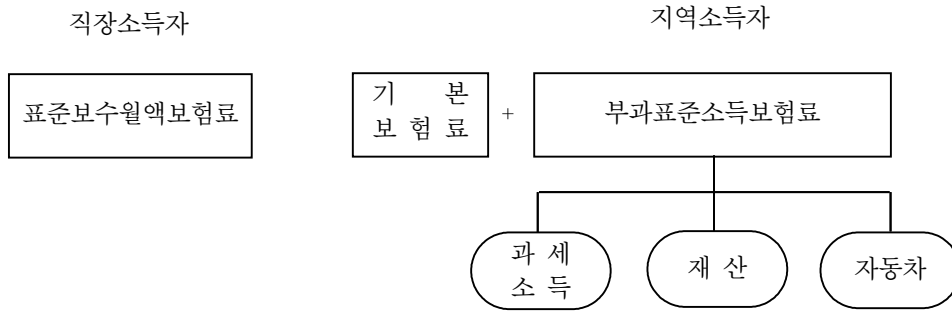 직장소득자
지역소득자
표준보수월액보험료
기 본
보 험 료
+
부과표준소득보험료
과 세
소 득
재 산
자동차